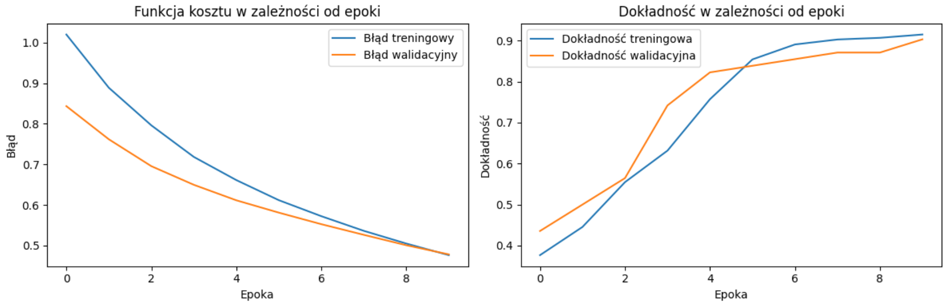 Funkcja kosztu w zależności od epoki
Błąd treningowy
Błąd walidacyjny
1.0
0.9
0.8
0.7
0.6
0.5
Błąd
0
2
4
6
8
Epoka
Dokładność w zależności od epoki
Dokładność treningowa
Dokładność walidacyjna
0.9
0.8
0.7
0.6
0.5
0.4
Dokładność
0
2
4
6
8
Epoka